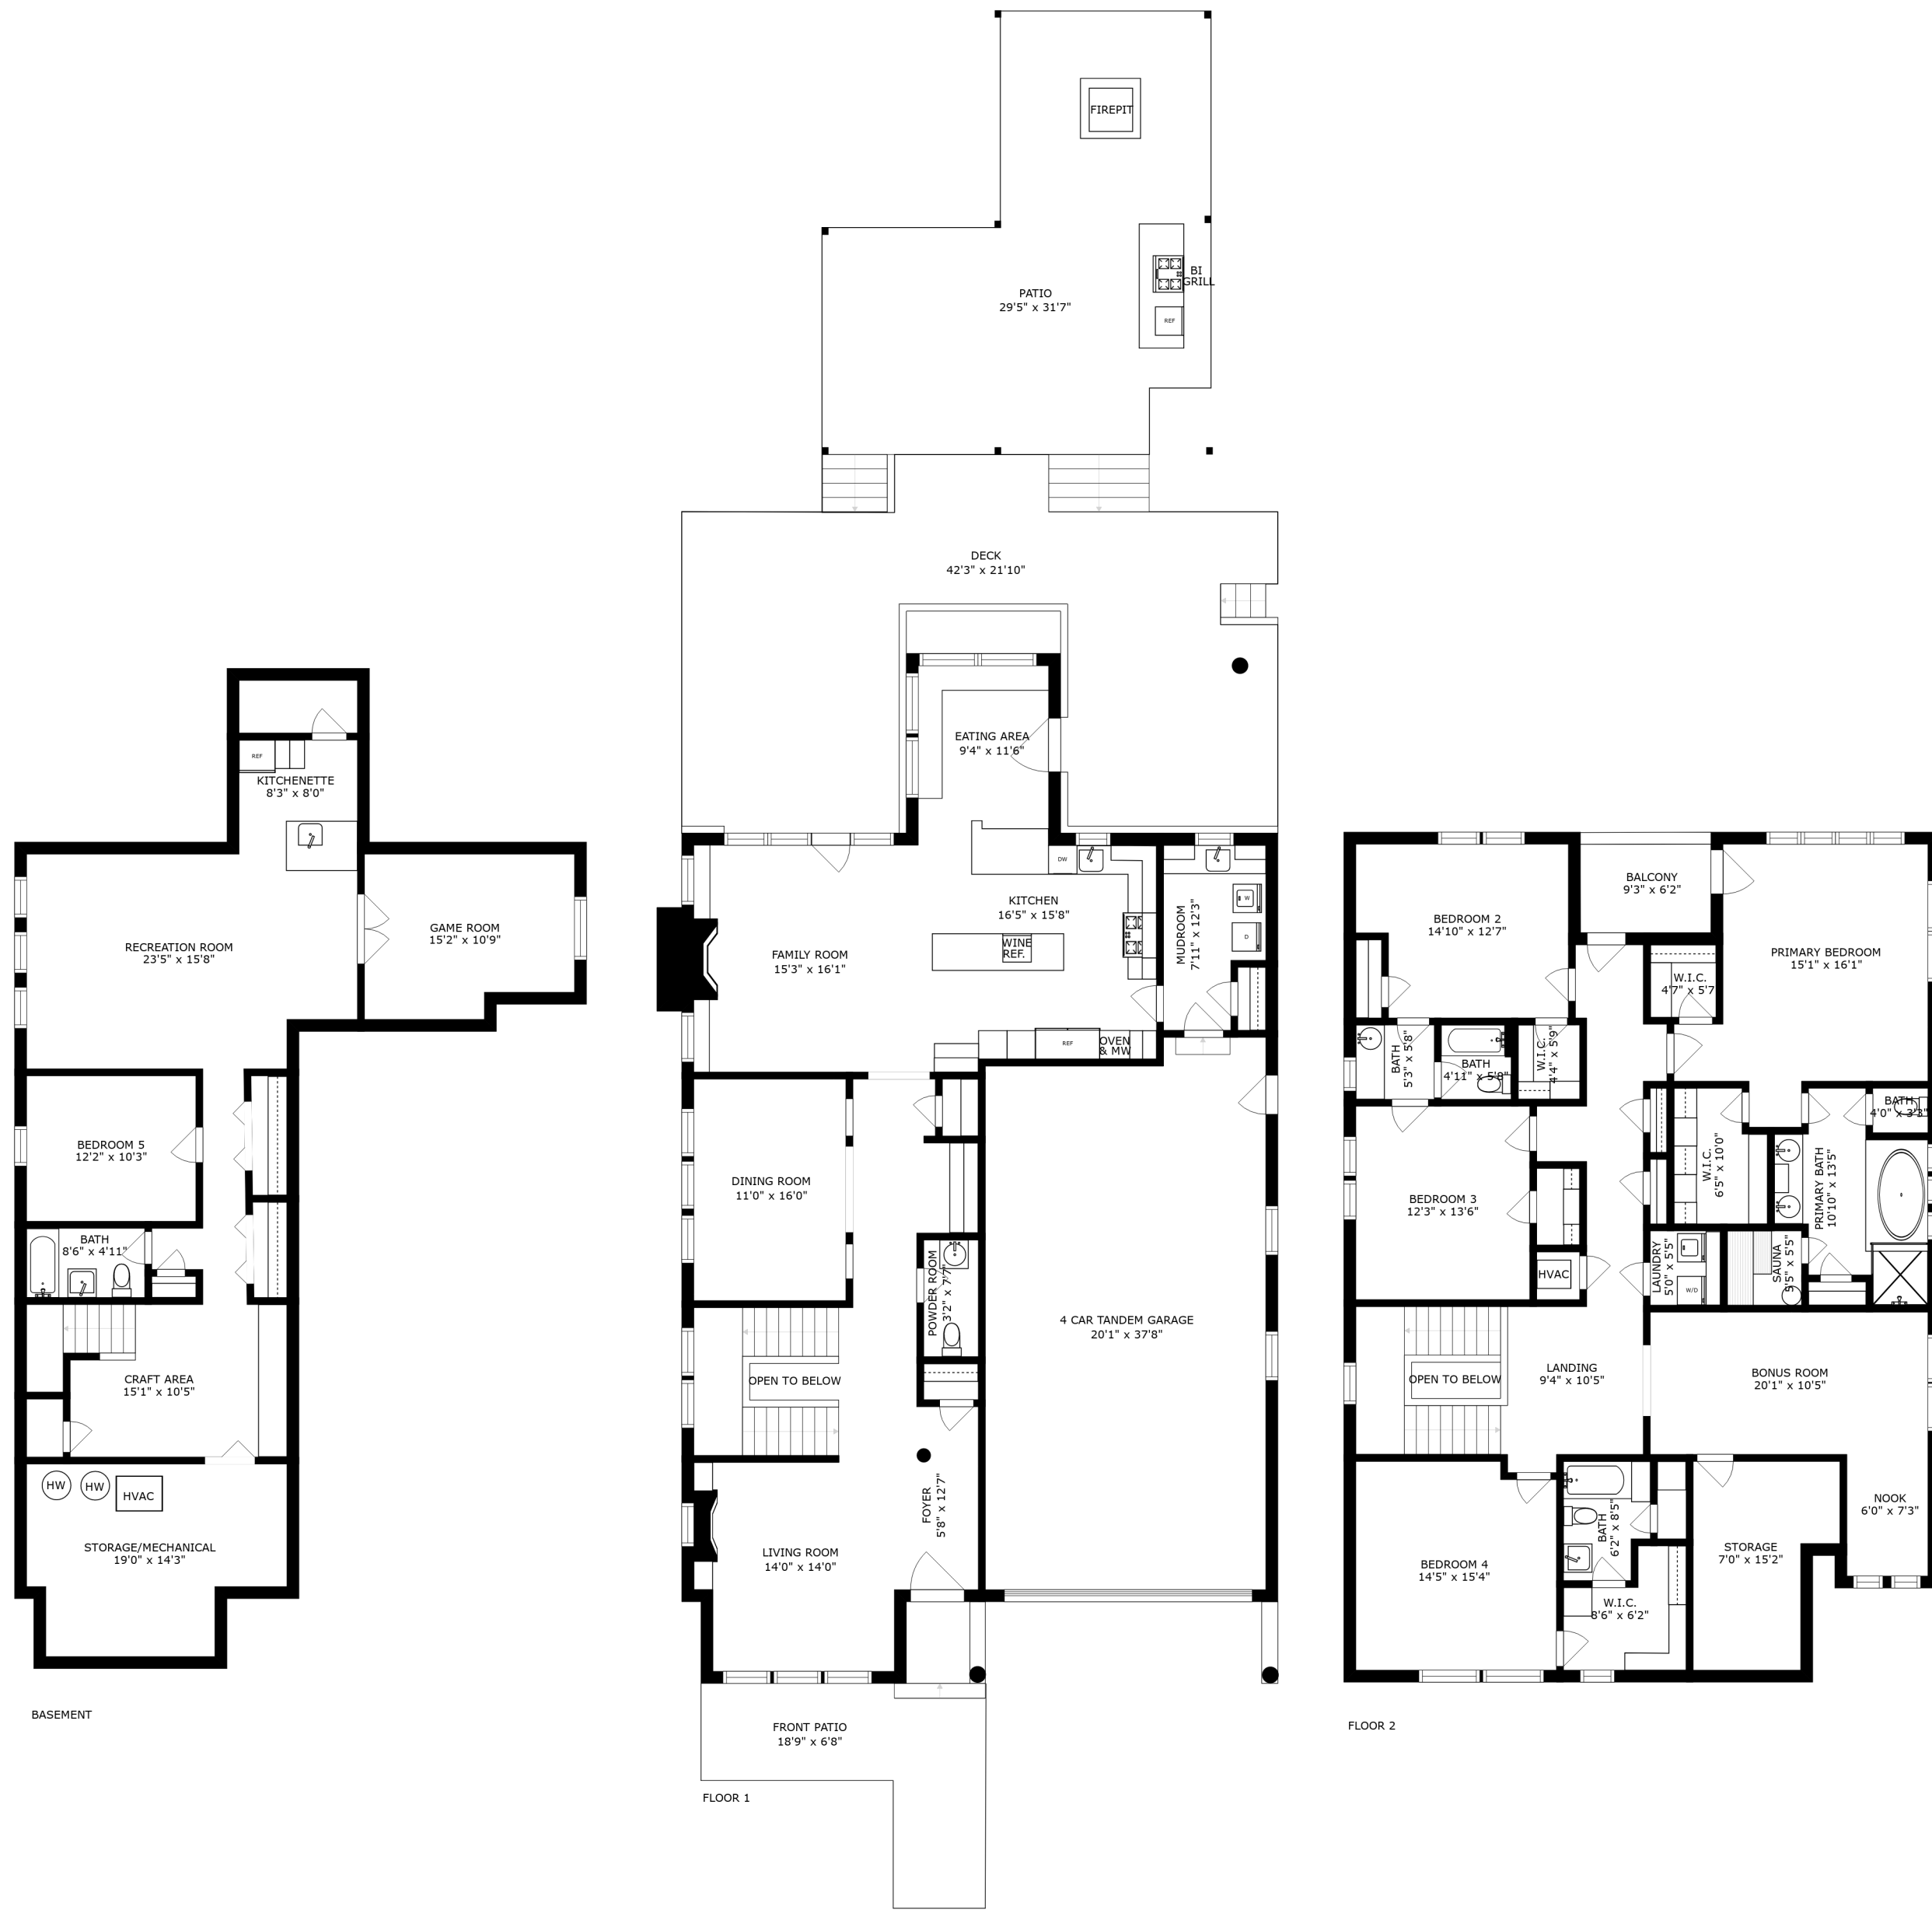 REF
KITCHENETTE
8'3" x 8'0"
RECREATION ROOM
23'5" x 15'8"
GAME ROOM
15'2" x 10'9"
BEDROOM 5
12'2" x 10'3"
BATH
8'6" x 4'11"
CRAFT AREA
15'1" x 10'5"
HW
HW
HVAC
STORAGE/MECHANICAL
19'0" x 14'3"
BASEMENT
FIREPIT
BI
GRILL
REF
PATIO
29'5" x 31'7"
DECK
42'3" x 21'10"
EATING AREA
9'4" x 11'6"
DW
KITCHEN
16'5" x 15'8"
WINE
REF.
FAMILY ROOM
15'3" x 16'1"
MUDROOM
7'11" x 12'3"
W
D
REF
OVEN
& MW
DINING ROOM
11'0" x 16'0"
POWDER ROOM
3'2" x 7'7"
4 CAR TANDEM GARAGE
20'1" x 37'8"
OPEN TO BELOW
FOYER
5'8" x 12'7"
LIVING ROOM
14'0" x 14'0"
FRONT PATIO
18'9" x 6'8"
FLOOR 1
BALCONY
9'3" x 6'2"
BEDROOM 2
14'10" x 12'7"
PRIMARY BEDROOM
15'1" x 16'1"
W.I.C.
4'7" x 5'7
BATH
5'3" x 5'8"
BATH
4'11" x 5'8"
W.I.C.
4'4" x 5'9"
BATH
4'0" x 3'3"
W.I.C.
6'5" x 10'0"
PRIMARY BATH
10'10" x 13'5"
BEDROOM 3
12'3" x 13'6"
HVAC
LAUNDRY
5'0" x 5'5"
W/D
SAUNA
5'5" x 5'5"
OPEN TO BELOW
LANDING
9'4" x 10'5"
BONUS ROOM
20'1" x 10'5"
NOOK
6'0" x 7'3"
BATH
6'2" x 8'5"
STORAGE
7'0" x 15'2"
BEDROOM 4
14'5" x 15'4"
W.I.C.
8'6" x 6'2"
FLOOR 2